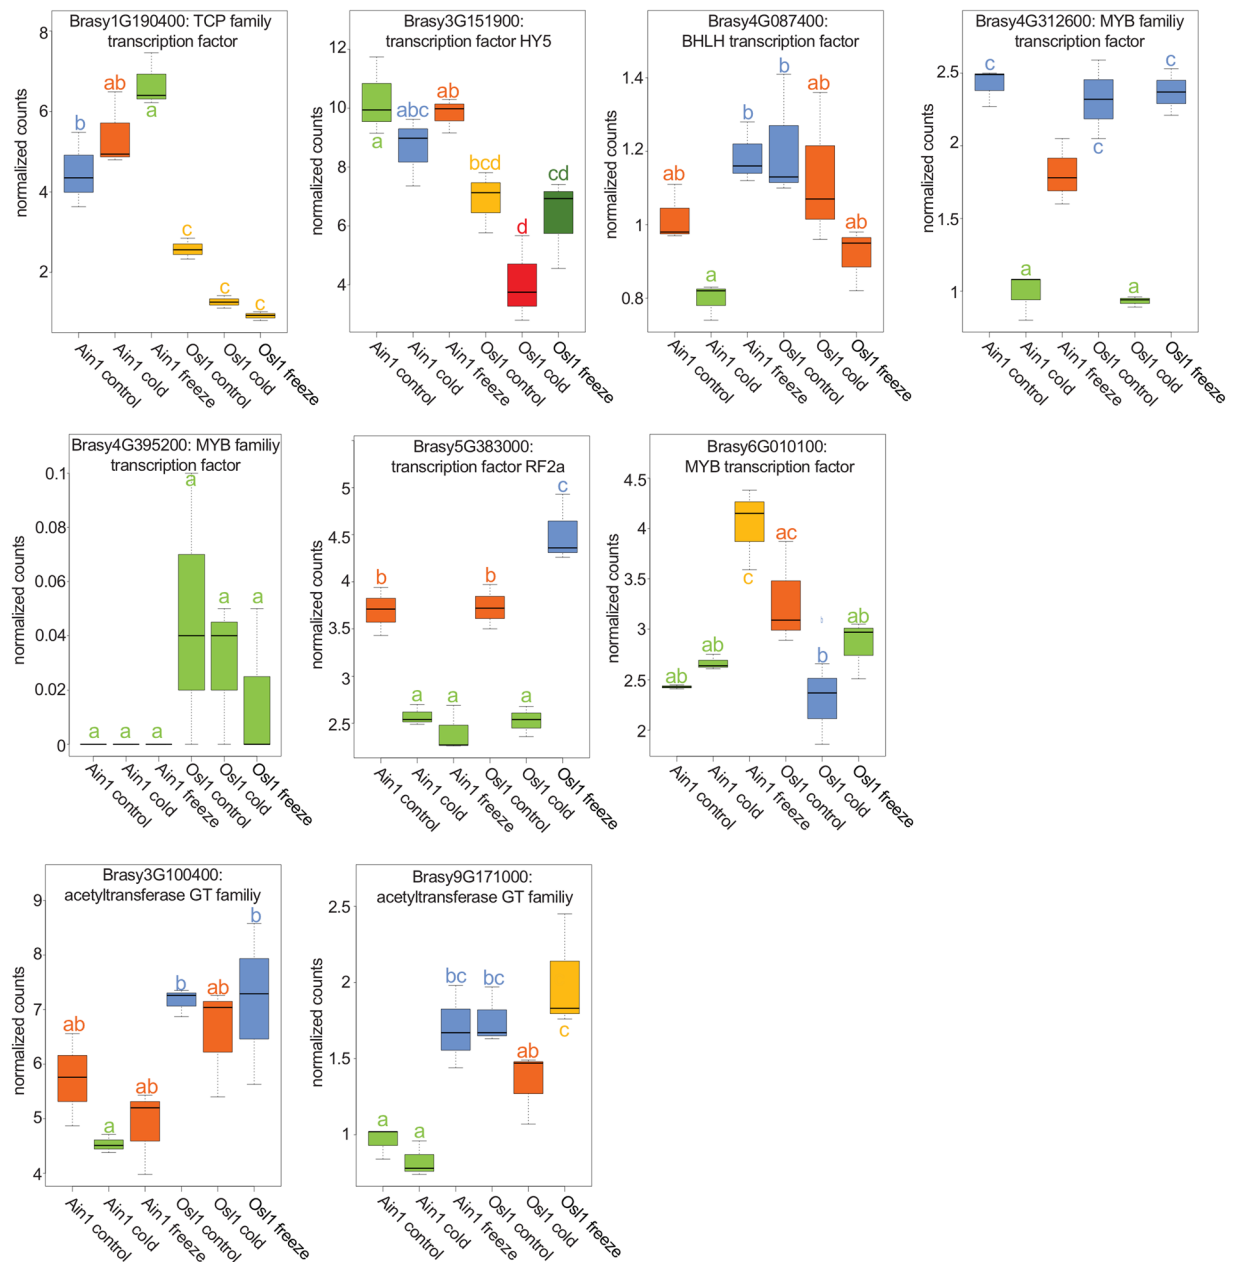 Brasy1G190400: TCP family
transcription factor
normalized counts
8
6
4
2
b
ab
a
c
c
c
Ain1 control
Ain1 cold
Ain1 freeze
Osl1 control
Osl1 cold
Osl1 freeze
Brasy3G151900:
transcription factor HY5
normalized counts
12
10
8
6
4
a
abc
ab
bcd
d
cd
Ain1 control
Ain1 cold
Ain1 freeze
Osl1 control
Osl1 cold
Osl1 freeze
Brasy4G087400:
BHLH transcription factor
normalized counts
1.4
1.2
1
0.8
ab
a
b
b
ab
ab
Ain1 control
Ain1 cold
Ain1 freeze
Osl1 control
Osl1 cold
Osl1 freeze
Brasy4G312600: MYB familiy
transcription factor
normalized counts
2.5
2
1.5
1
c
a
c
a
c
Ain1 control
Ain1 cold
Ain1 freeze
Osl1 control
Osl1 cold
Osl1 freeze
Brasy4G395200: MYB familiy
transcription factor
normalized counts
0.1
0.08
0.06
0.04
0.02
0
a
a
a
a
a
a
Ain1 control
Ain1 cold
Ain1 freeze
Osl1 control
Osl1 cold
Osl1 freeze
Brasy5G383000:
transcription factor RF2a
normalized counts
5
4.5
4
3.5
3
2.5
b
a
a
b
a
c
Ain1 control
Ain1 cold
Ain1 freeze
Osl1 control
Osl1 cold
Osl1 freeze
Brasy6G010100:
MYB transcription factor
normalized counts
4.5
4
3.5
3
2.5
2
ab
ab
c
ac
b
ab
Ain1 control
Ain1 cold
Ain1 freeze
Osl1 control
Osl1 cold
Osl1 freeze
Brasy3G100400:
acetyltransferase GT familiy
normalized counts
9
8
7
6
5
4
ab
a
ab
b
ab
b
Ain1 control
Ain1 cold
Ain1 freeze
Osl1 control
Osl1 cold
Osl1 freeze
Brasy9G171000:
acetyltransferase GT familiy
normalized counts
2.5
2
1.5
1
a
a
bc
bc
ab
c
Ain1 control
Ain1 cold
Ain1 freeze
Osl1 control
Osl1 cold
Osl1 freeze